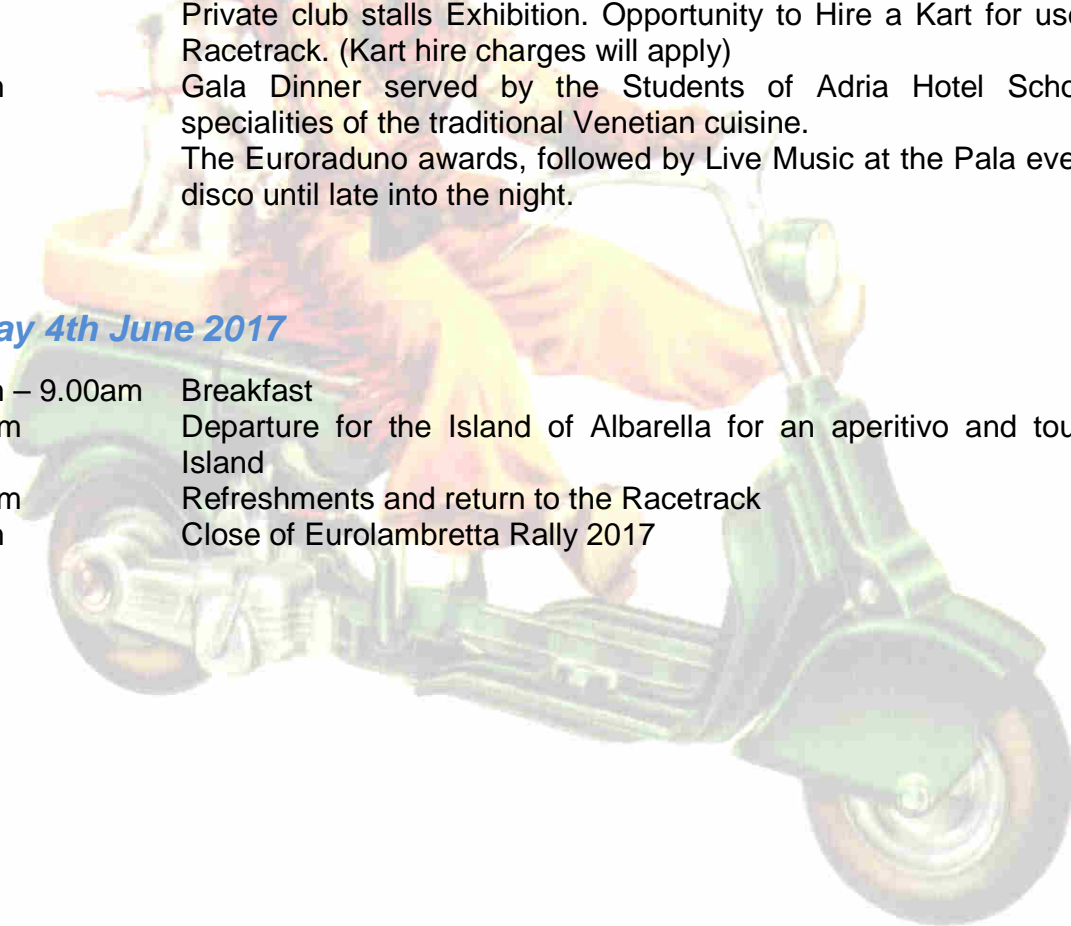 Private club stalls Exhibition. Opportunity to Hire a Kart for use
Racetrack. (Kart hire charges will apply)
Gala Dinner served by the Students of Adria Hotel Scho
specialities of the traditional Venetian cuisine.
The Euroraduno awards, followed by Live Music at the Pala eve
disco until late into the night.
ay 4th June 2017
– 9.00am Breakfast
m Departure for the Island of Albarella for an aperitivo and tou
Island
m Refreshments and return to the Racetrack
Close of Eurolambretta Rally 2017